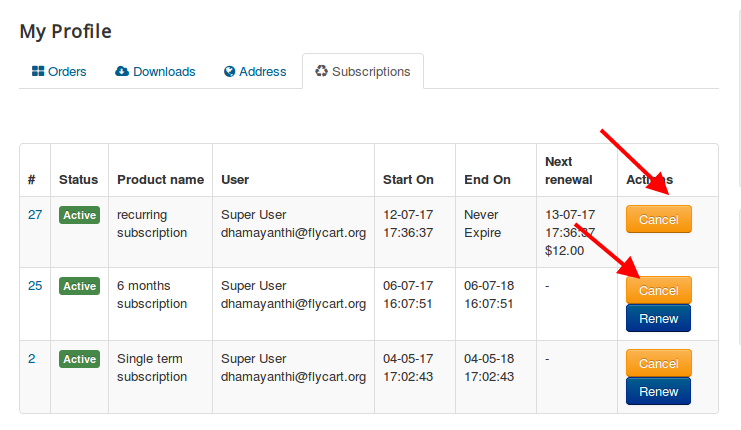 My Profile
Orders Downloads Address Subscriptions
# Status Product name User Start On End On Next renewal Actions
27 Active recurring subscription Super User dhamayanthi@flycart.org 12-07-17 17:36:37 Never Expire 13-07-17 17:36:37 $12.00 Cancel
25 Active 6 months subscription Super User dhamayanthi@flycart.org 06-07-17 16:07:51 06-07-18 16:07:51 - Cancel Renew
2 Active Single term subscription Super User dhamayanthi@flycart.org 04-05-17 17:02:43 04-05-18 17:02:43 - Cancel Renew